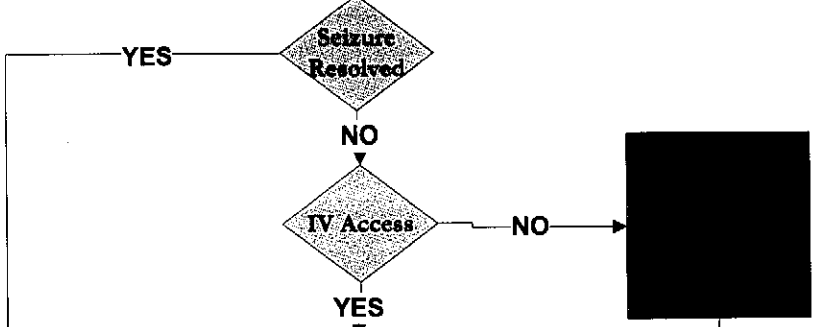 Seizure
Resolved
YES
NO
IV Access
NO
YES